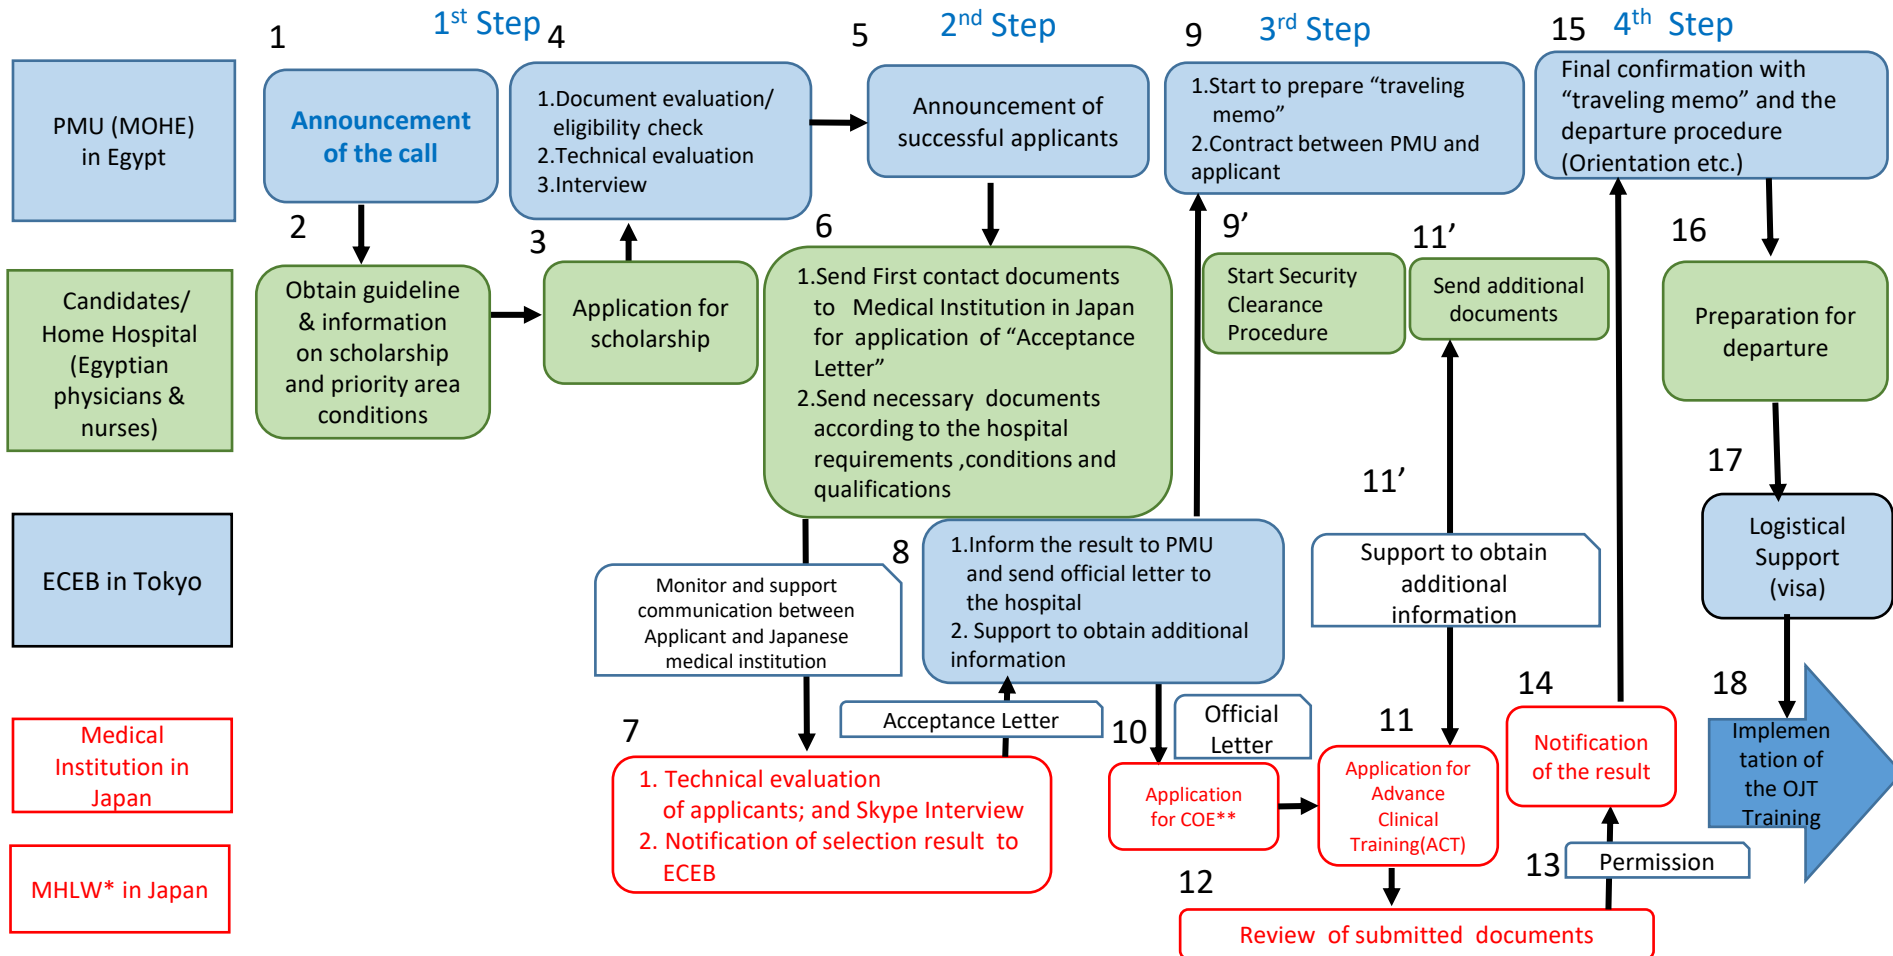 1st Step
2nd Step
3rd Step
4th Step
PMU (MOHE)
in Egypt
Candidates/
Home Hospital
(Egyptian
physicians &
nurses)
ECEB in Tokyo
Medical
Institution in
Japan
MHLW* in Japan
1
Announcement
of the call
2
Obtain guideline
& information
on scholarship
and priority area
conditions
3
Application for
scholarship
4
1.Document evaluation/
eligibility check
2.Technical evaluation
3.Interview
5
Announcement of
successful applicants
6
1.Send First contact documents
to Medical Institution in Japan
for application of “Acceptance
Letter”
2.Send necessary documents
according to the hospital
requirements ,conditions and
qualifications
Monitor and support
communication between
Applicant and Japanese
medical institution
7
1. Technical evaluation
of applicants; and Skype Interview
2. Notification of selection result to
ECEB
Acceptance Letter
8
1.Inform the result to PMU
and send official letter to
the hospital
2. Support to obtain additional
information
9
1.Start to prepare “traveling
memo”
2.Contract between PMU and
applicant
9’
Start Security
Clearance
Procedure
10
Official
Letter
Application
for COE**
11
Application for
Advance
Clinical
Training(ACT)
11’
Send additional
documents
11’
Support to obtain
additional
information
12
Review of submitted documents
13
Permission
14
Notification
of the result
15
Final confirmation with
“traveling memo” and the
departure procedure
(Orientation etc.)
16
Preparation for
departure
17
Logistical
Support
(visa)
18
Implemen
tation of
the OJT
Training